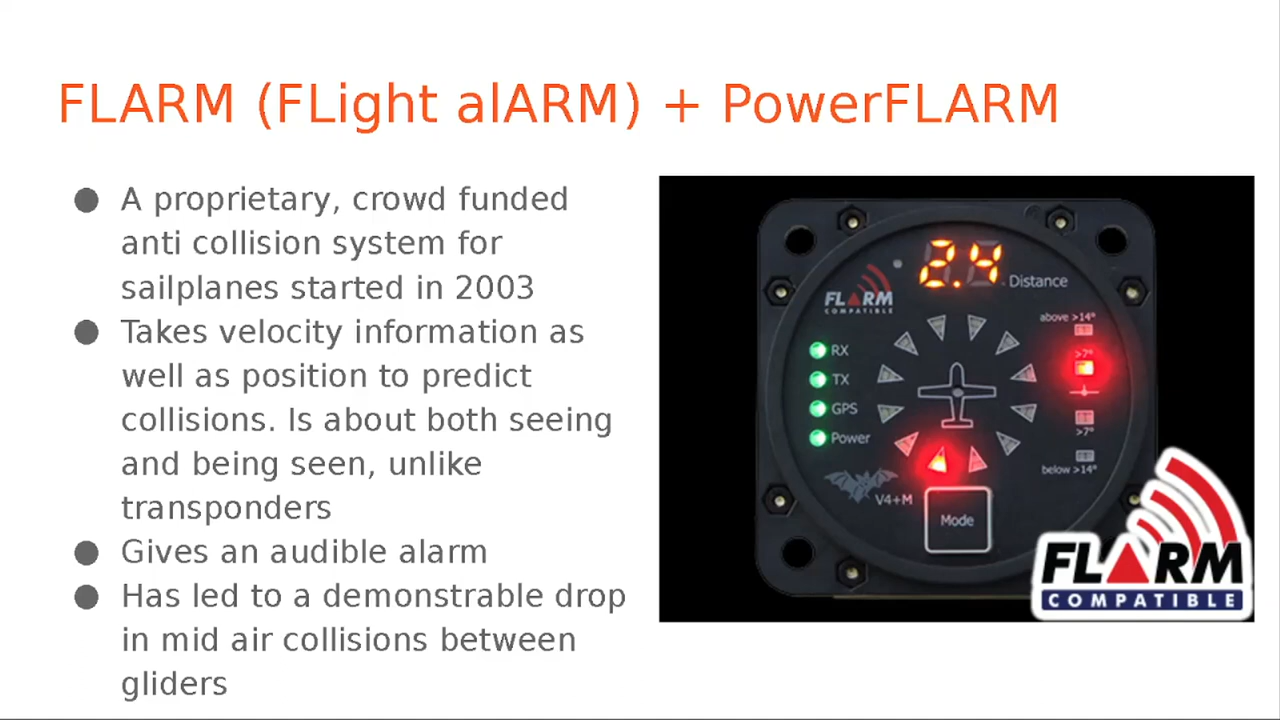 FLARM (FLight alARM) + PowerFLARM
● A proprietary, crowd funded
anti collision system for
sailplanes started in 2003
● Takes velocity information as
well as position to predict
collisions. Is about both seeing
and being seen, unlike
transponders
● Gives an audible alarm
● Has led to a demonstrable drop
in mid air collisions between
gliders
2.4
Distance
FLARM
COMPATIBLE
above >14°
>7°
RX
TX
GPS
Power
>7°
below >14°
V4+M
Mode
FLARM
COMPATIBLE